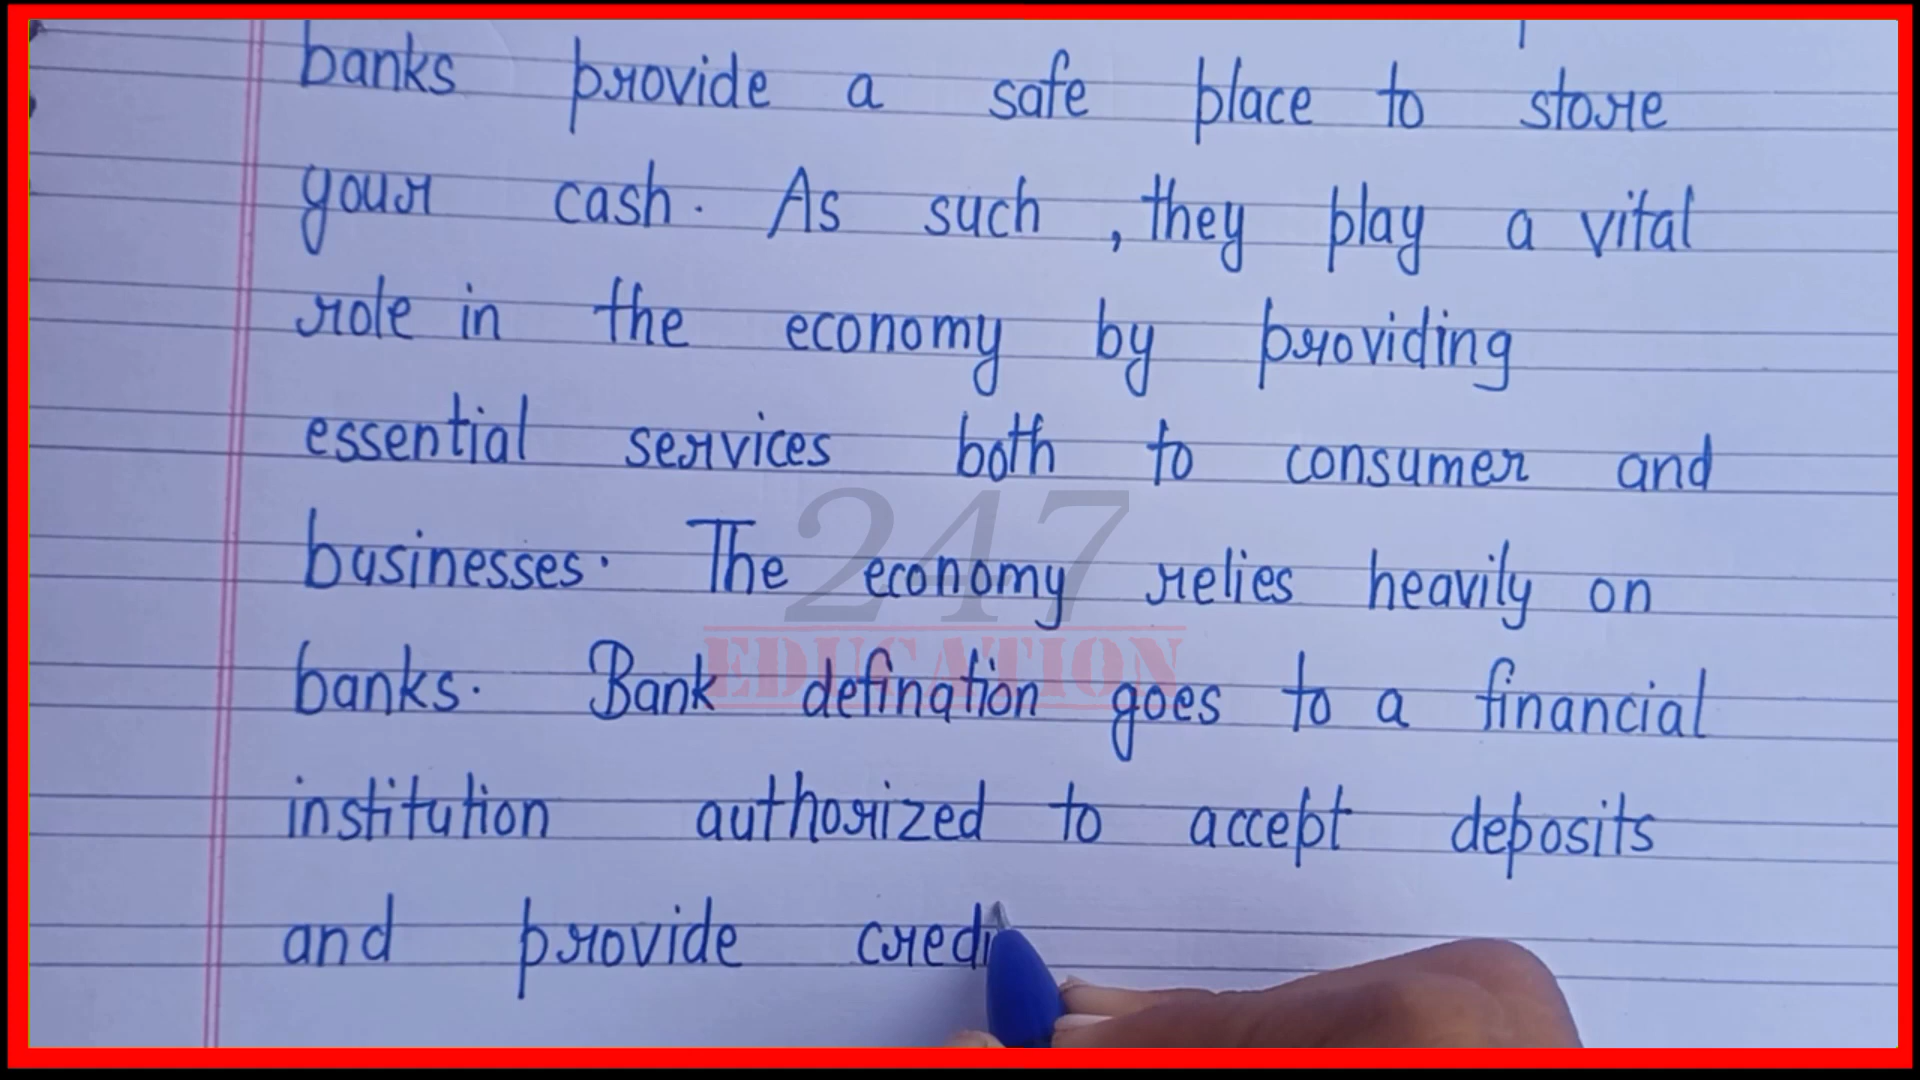 banks provide a safe place to store
your cash. As such, they play a vital
role in the economy by providing
essential services both to consumer and
businesses. The economy relies heavily on
247
EDUCATION
banks. Bank defination goes to a financial
institution authorized to accept deposits
and provide credi